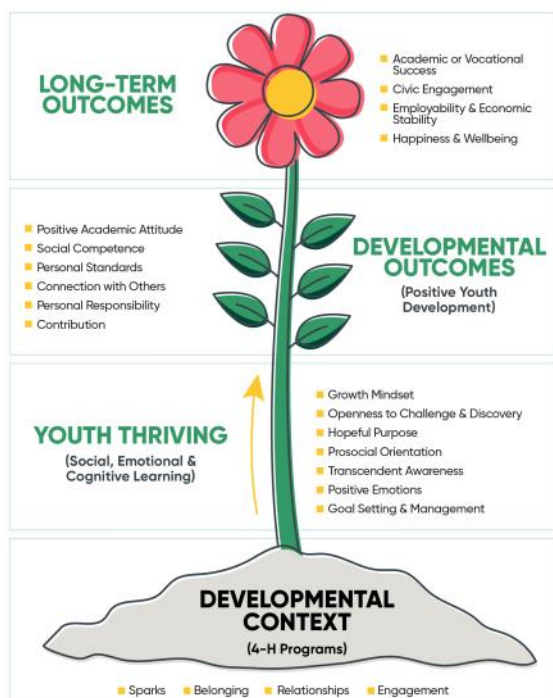 LONG-TERM
OUTCOMES
Academic or Vocational
Success
Civic Engagement
Employability & Economic
Stability
Happiness & Wellbeing
Positive Academic Attitude
Social Competence
Personal Standards
Connection with Others
Personal Responsibility
Contribution
DEVELOPMENTAL
OUTCOMES
(Positive Youth
Development)
YOUTH THRIVING
(Social, Emotional &
Cognitive Learning)
Growth Mindset
Openness to Challenge & Discovery
Hopeful Purpose
Prosocial Orientation
Transcendent Awareness
Positive Emotions
Goal Setting & Management
DEVELOPMENTAL
CONTEXT
(4-H Programs)
Sparks Belonging Relationships Engagement